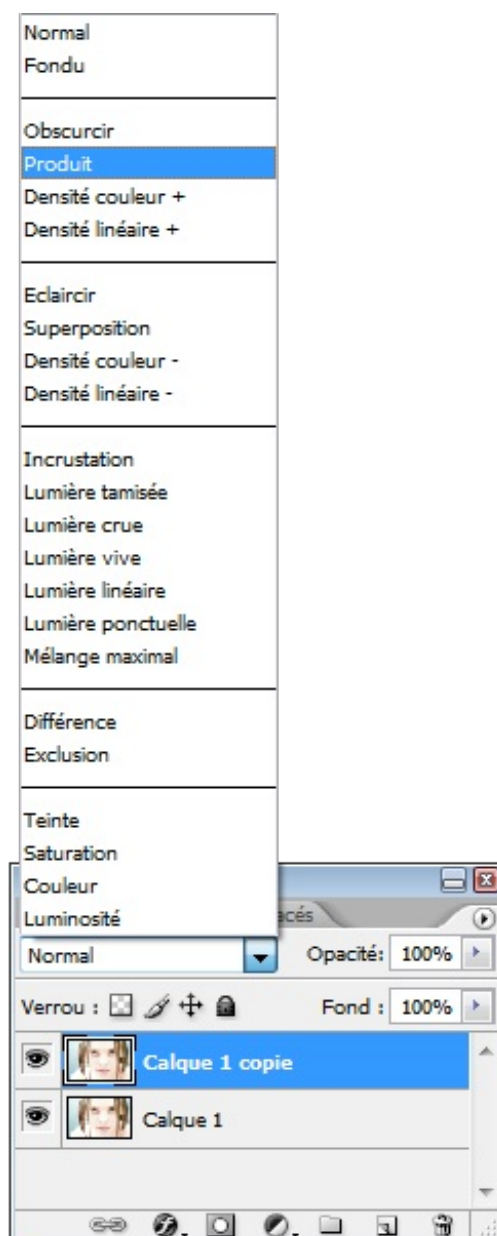 Normal
Fondu
Obscurcir
Produit
Densité couleur +
Densité linéaire +
Eclaircir
Superposition
Densité couleur -
Densité linéaire -
Incrustation
Lumière tamisée
Lumière crue
Lumière vive
Lumière linéaire
Lumière ponctuelle
Mélange maximal
Différence
Exclusion
Teinte
Saturation
Couleur
Luminosité
acés
Normal Opacité: 100%
Verrou : Fond : 100%
Calque 1 copie
Calque 1